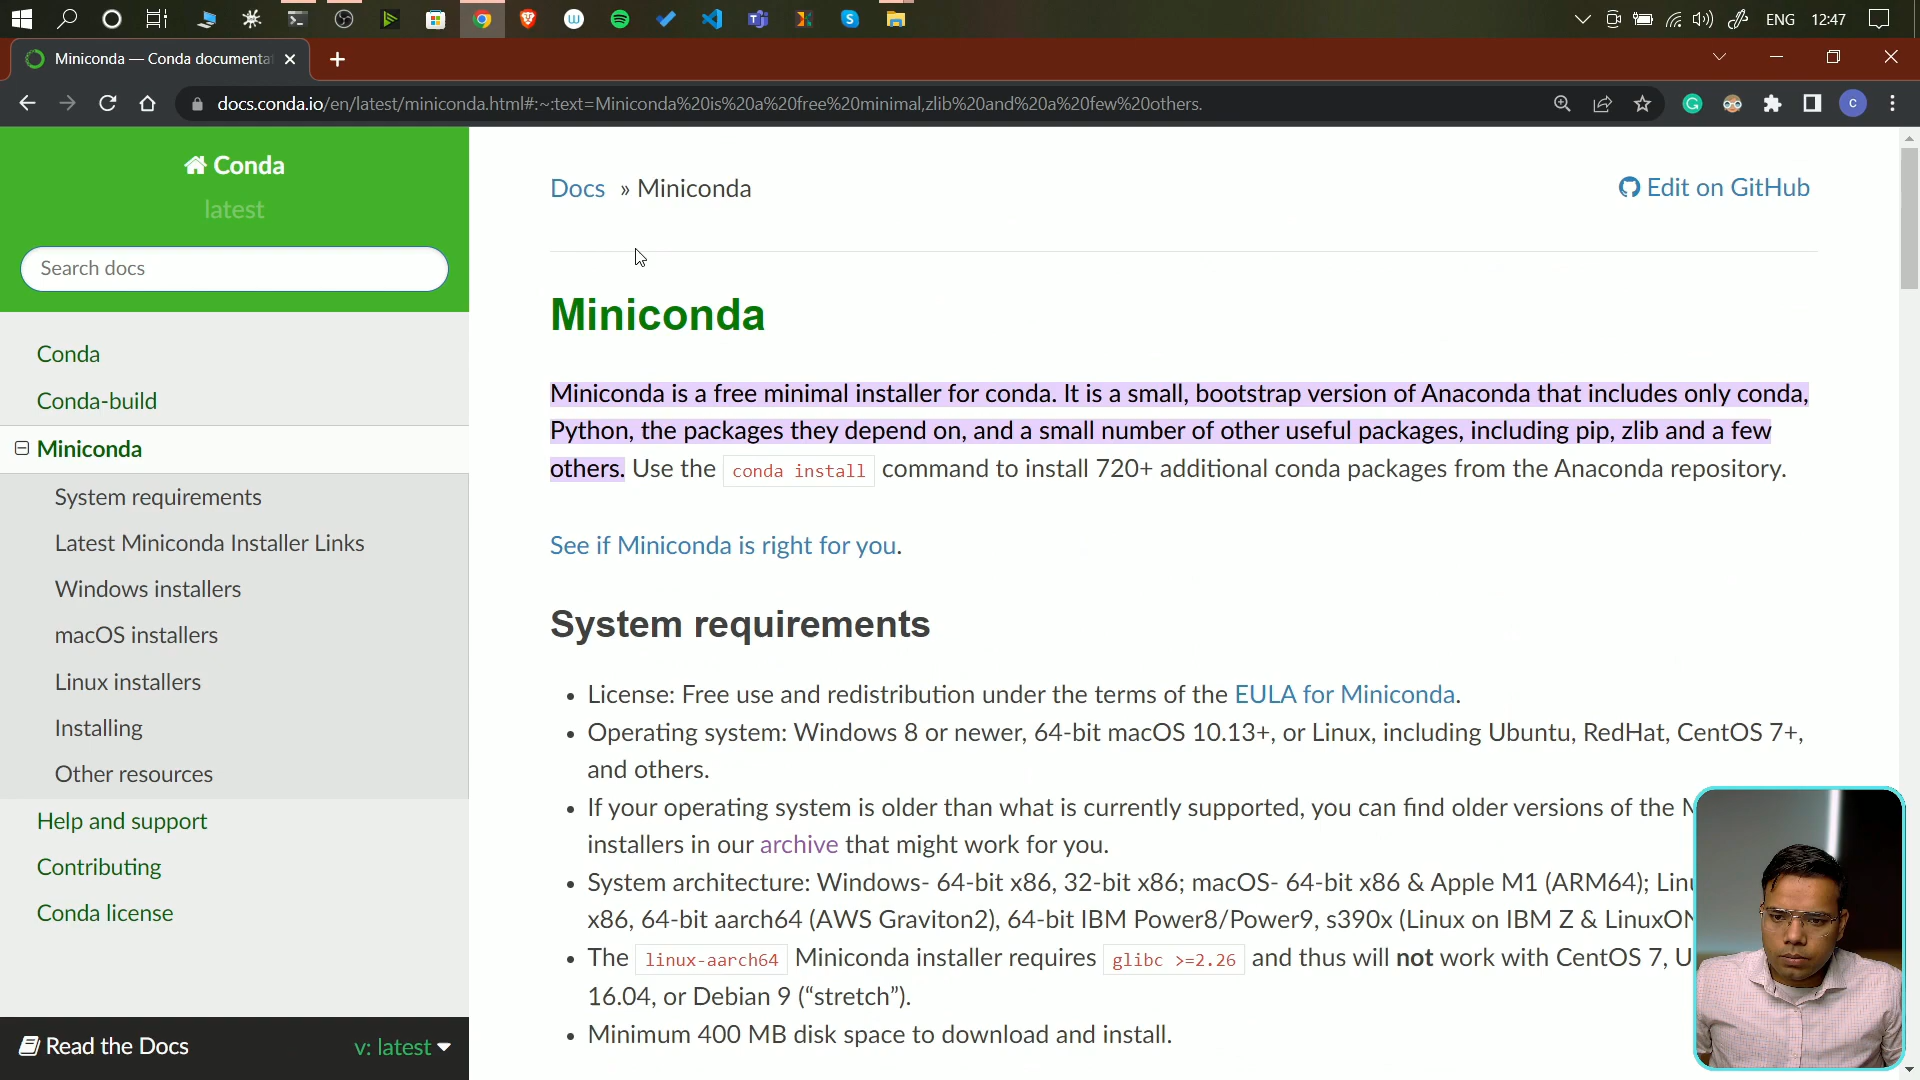 ENG 12:47
Miniconda — Conda documenta
docs.conda.io/en/latest/miniconda.html#:~:text=Miniconda%20is%20a%20free%20minimal,zlib%20and%20a%20few%20others.
Conda
latest
Search docs
Conda
Conda-build
Miniconda
System requirements
Latest Miniconda Installer Links
Windows installers
macOS installers
Linux installers
Installing
Other resources
Help and support
Contributing
Conda license
Read the Docs
v: latest
Docs » Miniconda
Edit on GitHub
Miniconda
Miniconda is a free minimal installer for conda. It is a small, bootstrap version of Anaconda that includes only conda,
Python, the packages they depend on, and a small number of other useful packages, including pip, zlib and a few
others. Use the conda install command to install 720+ additional conda packages from the Anaconda repository.
See if Miniconda is right for you.
System requirements
• License: Free use and redistribution under the terms of the EULA for Miniconda.
• Operating system: Windows 8 or newer, 64-bit macOS 10.13+, or Linux, including Ubuntu, RedHat, CentOS 7+,
and others.
• If your operating system is older than what is currently supported, you can find older versions of the M
installers in our archive that might work for you.
• System architecture: Windows- 64-bit x86, 32-bit x86; macOS- 64-bit x86 & Apple M1 (ARM64); Linu
x86, 64-bit aarch64 (AWS Graviton2), 64-bit IBM Power8/Power9, s390x (Linux on IBM Z & LinuxON
• The linux-aarch64 Miniconda installer requires glibc >=2.26 and thus will not work with CentOS 7, U
16.04, or Debian 9 (“stretch”).
• Minimum 400 MB disk space to download and install.